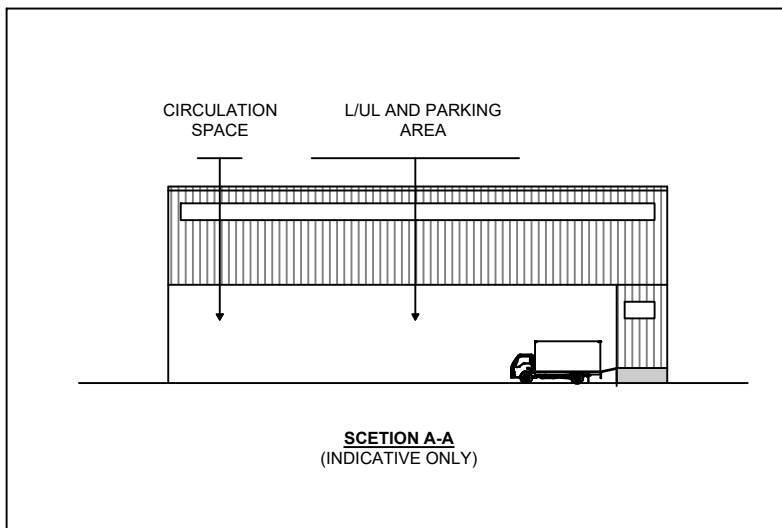 CIRCULATION
SPACE
L/UL AND PARKING
AREA
SCETION A-A
(INDICATIVE ONLY)